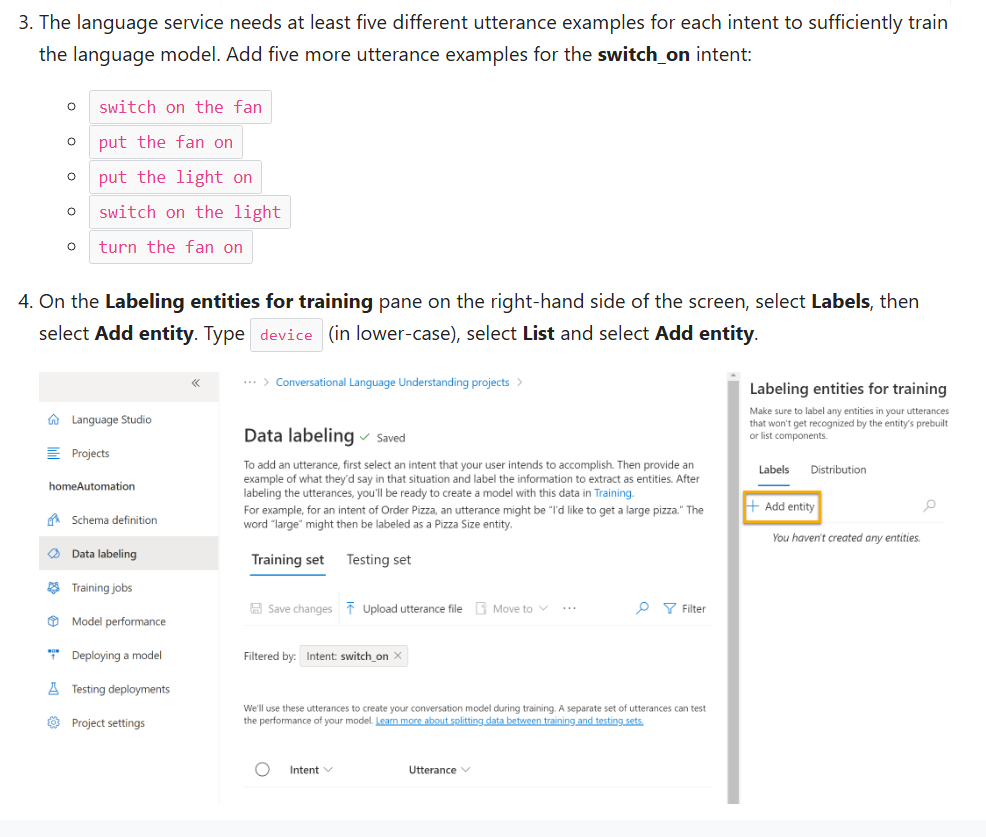 3. The language service needs at least five different utterance examples for each intent to sufficiently train
the language model. Add five more utterance examples for the switch_on intent:
switch on the fan
put the fan on
put the light on
switch on the light
turn the fan on
4. On the Labeling entities for training pane on the right-hand side of the screen, select Labels, then
select Add entity. Type device (in lower-case), select List and select Add entity.
«
Language Studio
Projects
homeAutomation
Schema definition
Data labeling
Training jobs
Model performance
Deploying a model
Testing deployments
Project settings
··· > Conversational Language Understanding projects >
Data labeling ✓ Saved
To add an utterance, first select an intent that your user intends to accomplish. Then provide an
example of what they'd say in that situation and label the information to extract as entities. After
labeling the utterances, you'll be ready to create a model with this data in Training.
For example, for an intent of Order Pizza, an utterance might be "I'd like to get a large pizza." The
word "large" might then be labeled as a Pizza Size entity.
Training set Testing set
Save changes Upload utterance file Move to ··· Filter
Filtered by: Intent: switch_on ×
We'll use these utterances to create your conversation model during training. A separate set of utterances can test
the performance of your model. Learn more about splitting data between training and testing sets.
Intent Utterance
Labeling entities for training
Make sure to label any entities in your utterances
that won't get recognized by the entity's prebuilt
or list components.
Labels Distribution
+ Add entity
You haven't created any entities.